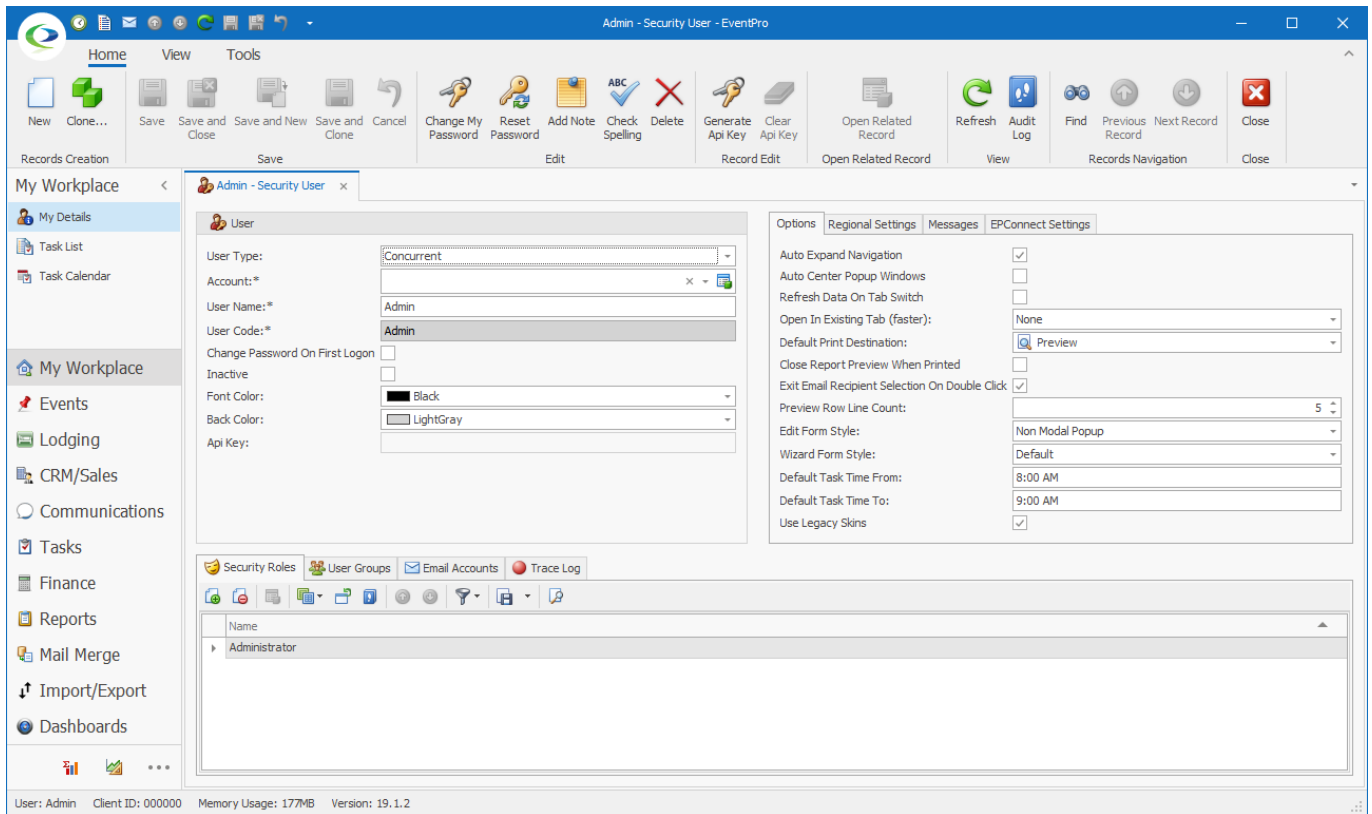 Admin - Security User - EventPro
Home View Tools
New Clone... Save Save and Close Save and New Save and Clone Cancel Change My Password Reset Password Add Note ABC Check Spelling Delete Generate Api Key Clear Api Key Open Related Record Refresh Audit Log Find Previous Record Next Record Close
Records Creation Save Edit Record Edit Open Related Record View Records Navigation Close
My Workplace
Admin - Security User
My Details
Task List
Task Calendar
My Workplace
Events
Lodging
CRM/Sales
Communications
Tasks
Finance
Reports
Mail Merge
Import/Export
Dashboards
User
User Type: Concurrent
Account:*
User Name:* Admin
User Code:* Admin
Change Password On First Logon
Inactive
Font Color: Black
Back Color: LightGray
Api Key:
Options Regional Settings Messages EPConnect Settings
Auto Expand Navigation
Auto Center Popup Windows
Refresh Data On Tab Switch
Open In Existing Tab (faster): None
Default Print Destination: Preview
Close Report Preview When Printed
Exit Email Recipient Selection On Double Click
Preview Row Line Count: 5
Edit Form Style: Non Modal Popup
Wizard Form Style: Default
Default Task Time From: 8:00 AM
Default Task Time To: 9:00 AM
Use Legacy Skins
Security Roles User Groups Email Accounts Trace Log
Name
Administrator
User: Admin Client ID: 000000 Memory Usage: 177MB Version: 19.1.2